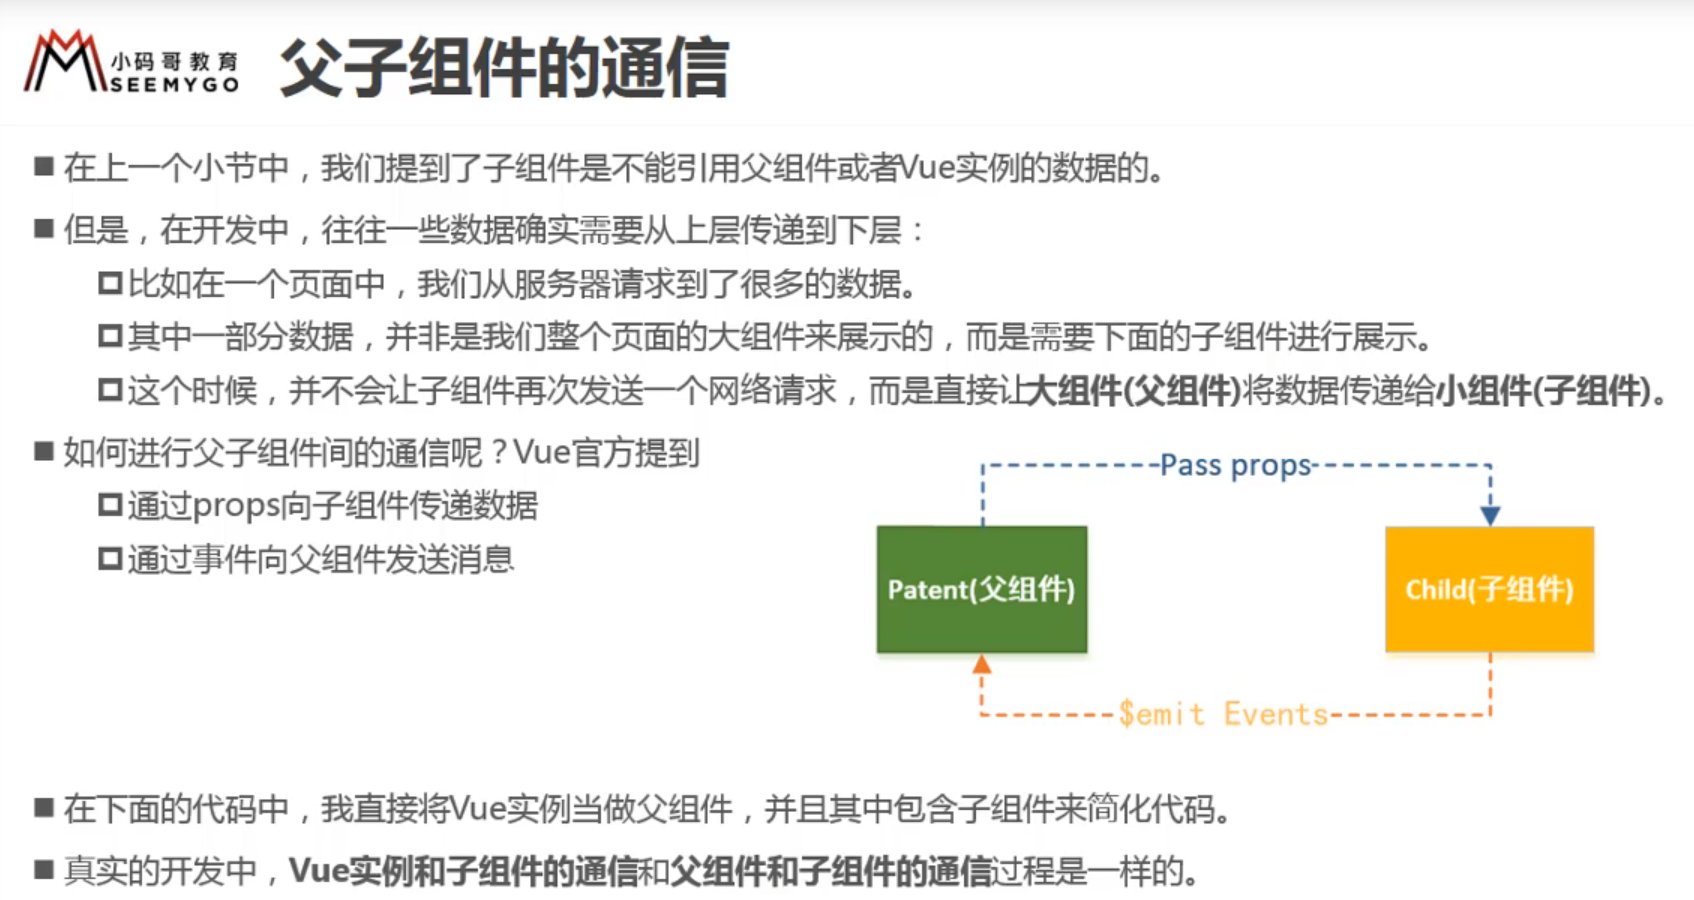 小码哥教育
SEEMYGO
父子组件的通信
在上一个小节中，我们提到了子组件是不能引用父组件或者Vue实例的数据的。
但是，在开发中，往往一些数据确实需要从上层传递到下层：
比如在一个页面中，我们从服务器请求到了很多的数据。
其中一部分数据，并非是我们整个页面的大组件来展示的，而是需要下面的子组件进行展示。
这个时候，并不会让子组件再次发送一个网络请求，而是直接让大组件(父组件)将数据传递给小组件(子组件)。
如何进行父子组件间的通信呢？Vue官方提到
通过props向子组件传递数据
通过事件向父组件发送消息
Pass props
Patent(父组件)
Child(子组件)
$emit Events
在下面的代码中，我直接将Vue实例当做父组件，并且其中包含子组件来简化代码。
真实的开发中，Vue实例和子组件的通信和父组件和子组件的通信过程是一样的。